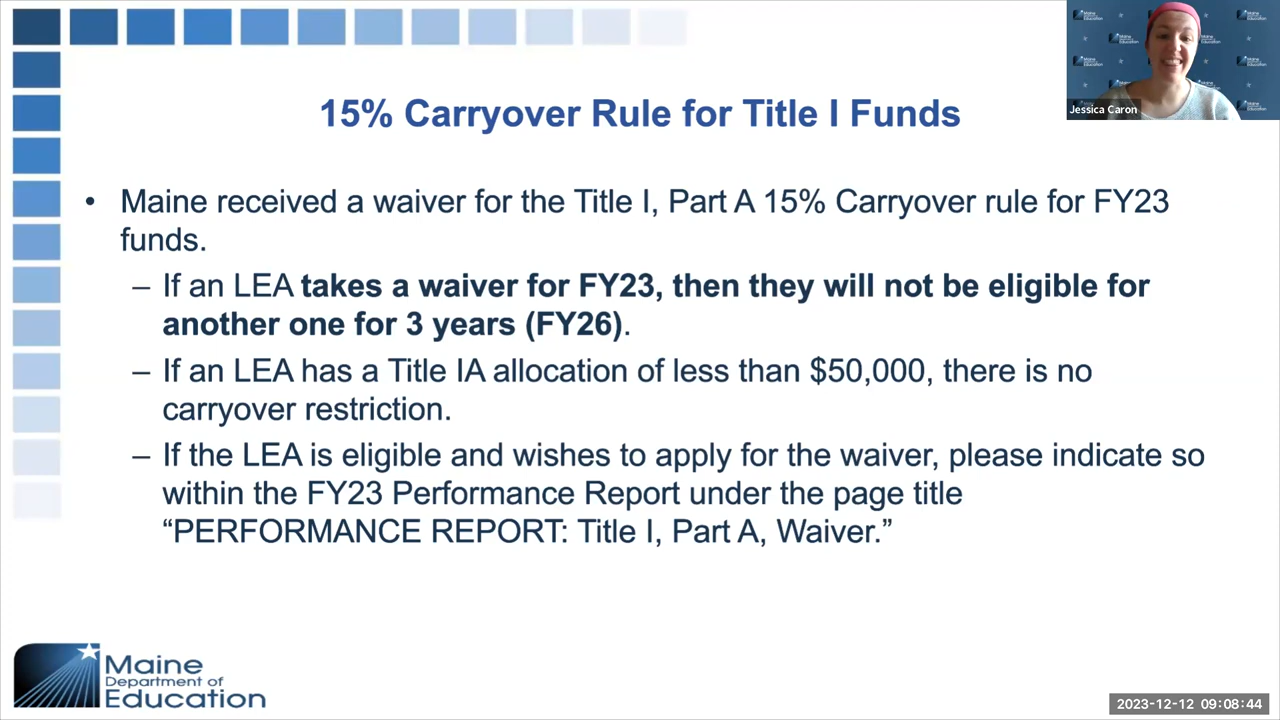 15% Carryover Rule for Title I Funds
• Maine received a waiver for the Title I, Part A 15% Carryover rule for FY23
funds.
– If an LEA takes a waiver for FY23, then they will not be eligible for
another one for 3 years (FY26).
– If an LEA has a Title IA allocation of less than $50,000, there is no
carryover restriction.
– If the LEA is eligible and wishes to apply for the waiver, please indicate so
within the FY23 Performance Report under the page title
“PERFORMANCE REPORT: Title I, Part A, Waiver.”
Jessica Caron
Maine
Department of
Education
2023-12-12 09:08:44